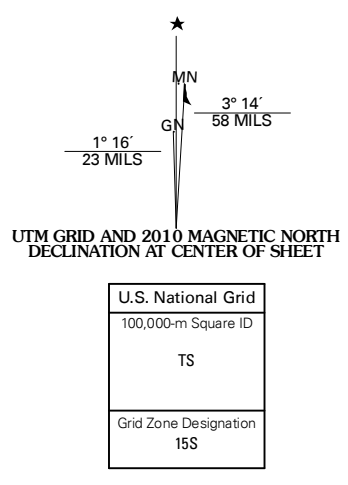 ★
MN
3° 14´
58 MILS
GN
1° 16´
23 MILS
UTM GRID AND 2010 MAGNETIC NORTH
DECLINATION AT CENTER OF SHEET
U.S. National Grid
100,000-m Square ID
TS
Grid Zone Designation
15S